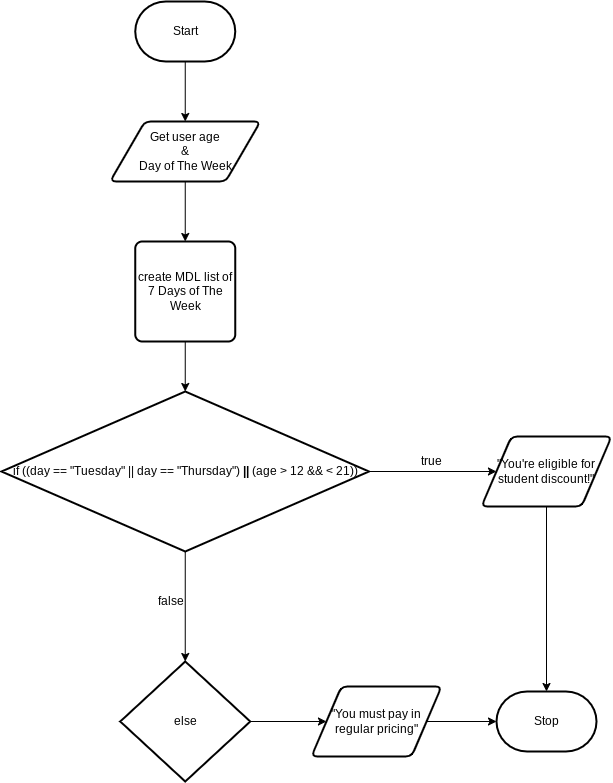 Start
Get user age
&
Day of The Week
create MDL list of
7 Days of The
Week
if ((day == "Tuesday" || day == "Thursday") || (age > 12 && < 21))
true
"You're eligible for
student discount!"
false
else
"You must pay in
regular pricing"
Stop